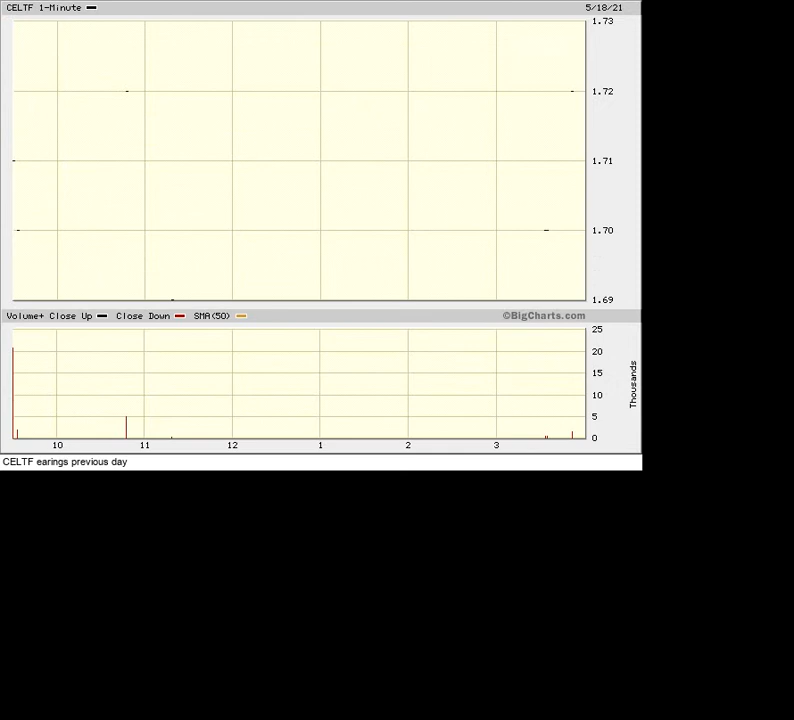 CELTF 1-Minute 5/18/21
1.73
1.72
1.71
1.70
1.69
Volume+ Close Up Close Down SMA(50) ©BigCharts.com
25
20
15
10
5
0
Thousands
10 11 12 1 2 3
CELTF earings previous day